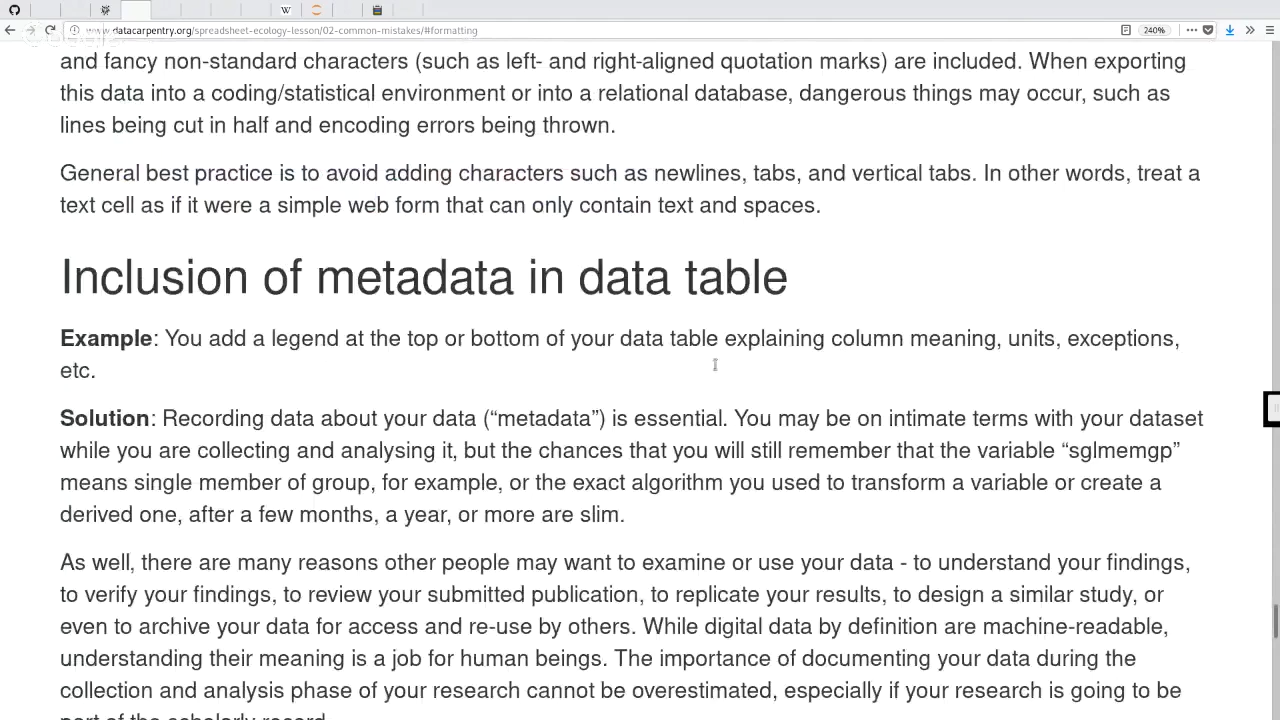 www.datacarpentry.org/spreadsheet-ecology-lesson/02-common-mistakes/#formatting
240%
and fancy non-standard characters (such as left- and right-aligned quotation marks) are included. When exporting
this data into a coding/statistical environment or into a relational database, dangerous things may occur, such as
lines being cut in half and encoding errors being thrown.
General best practice is to avoid adding characters such as newlines, tabs, and vertical tabs. In other words, treat a
text cell as if it were a simple web form that can only contain text and spaces.
Inclusion of metadata in data table
Example: You add a legend at the top or bottom of your data table explaining column meaning, units, exceptions,
etc.
Solution: Recording data about your data (“metadata”) is essential. You may be on intimate terms with your dataset
while you are collecting and analysing it, but the chances that you will still remember that the variable “sglmemgp”
means single member of group, for example, or the exact algorithm you used to transform a variable or create a
derived one, after a few months, a year, or more are slim.
As well, there are many reasons other people may want to examine or use your data - to understand your findings,
to verify your findings, to review your submitted publication, to replicate your results, to design a similar study, or
even to archive your data for access and re-use by others. While digital data by definition are machine-readable,
understanding their meaning is a job for human beings. The importance of documenting your data during the
collection and analysis phase of your research cannot be overestimated, especially if your research is going to be
part of the scholarly record.